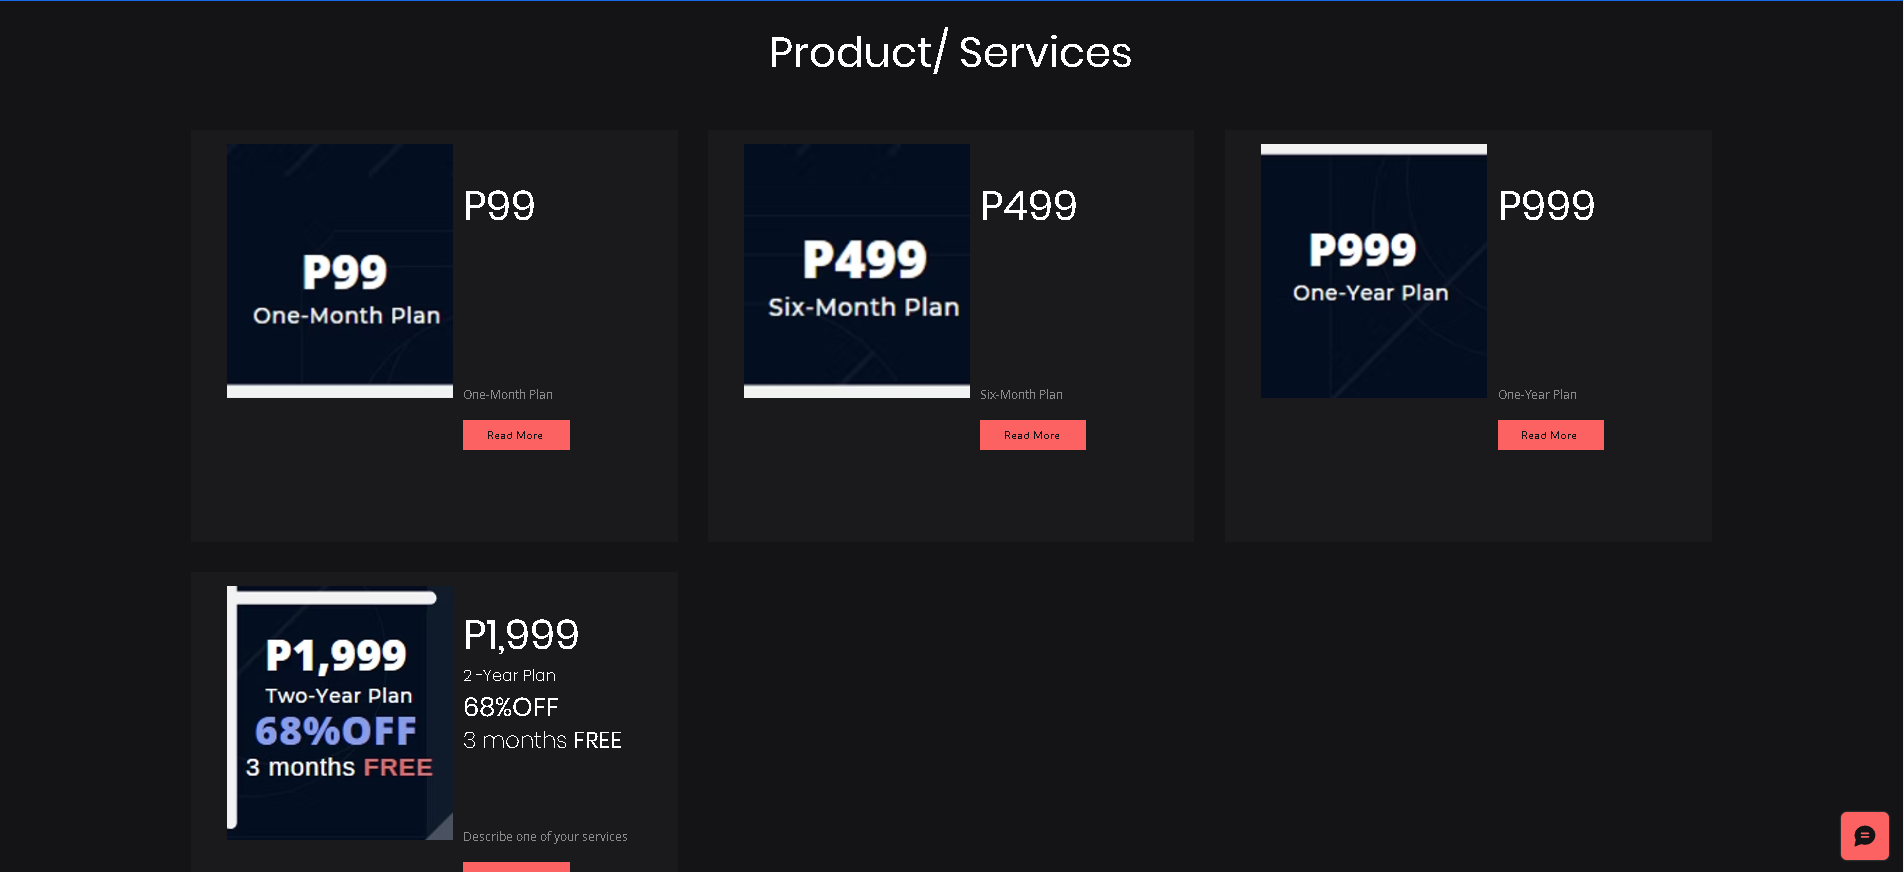 Product/ Services
P99
One-Month Plan
P99
One-Month Plan
Read More
P499
Six-Month Plan
P499
Six-Month Plan
Read More
P999
One-Year Plan
P999
One-Year Plan
Read More
P1,999
Two-Year Plan
68%OFF
3 months FREE
P1,999
2 -Year Plan
68%OFF
3 months FREE
Describe one of your services